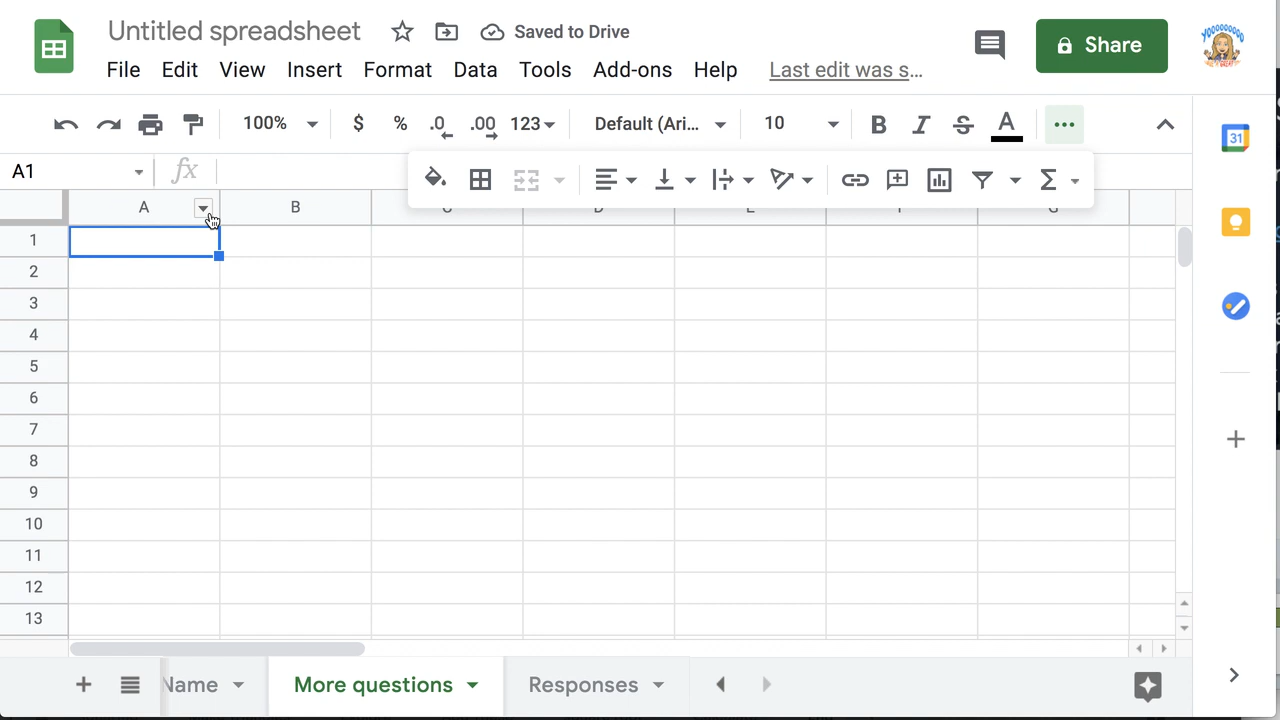 Untitled spreadsheet Saved to Drive
File Edit View Insert Format Data Tools Add-ons Help Last edit was s...
Share
100% $ % .0 .00 123 Default (Ari... 10 B I S A
A1 fx
A B
1
2
3
4
5
6
7
8
9
10
11
12
13
Name More questions Responses
31